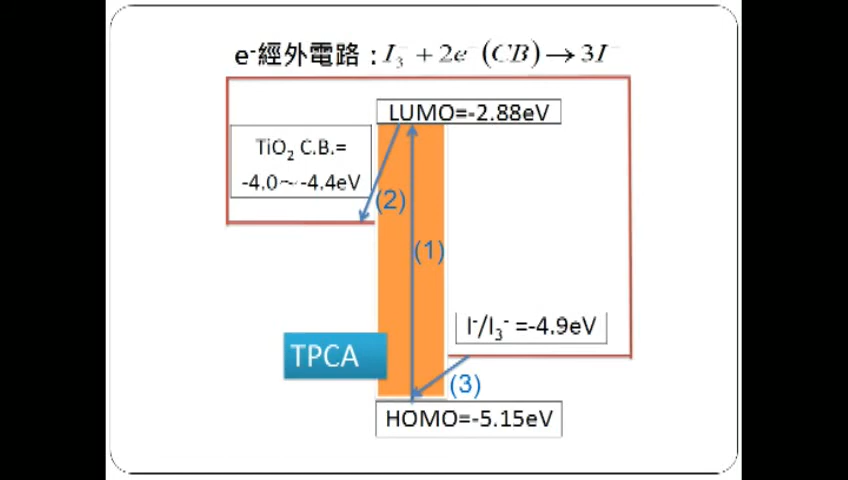 e⁻經外電路 : I₃⁻ + 2e⁻ (CB) → 3I⁻
LUMO=-2.88eV
TiO₂ C.B.=
-4.0～-4.4eV
(2)
(1)
I⁻/I₃⁻ =-4.9eV
TPCA
(3)
HOMO=-5.15eV